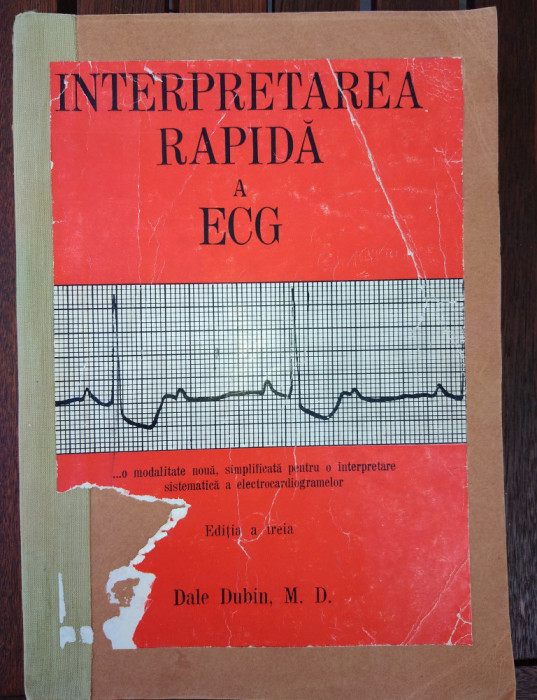 INTERPRETAREA
RAPIDĂ
A
ECG
...o modalitate nouă, simplificată pentru o interpretare
sistematică a electrocardiogramelor
Ediția a treia
Dale Dubin, M. D.